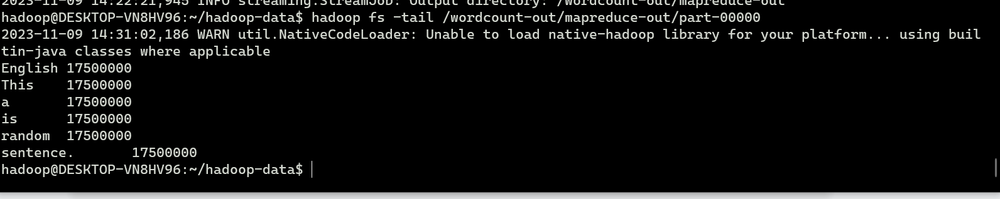 2023-11-09 14:22:21,945 INFO streaming.StreamJob: Output directory: /wordcount-out/mapreduce-out
hadoop@DESKTOP-VN8HV96:~/hadoop-data$ hadoop fs -tail /wordcount-out/mapreduce-out/part-00000
2023-11-09 14:31:02,186 WARN util.NativeCodeLoader: Unable to load native-hadoop library for your platform... using buil
tin-java classes where applicable
English 17500000
This    17500000
a       17500000
is      17500000
random  17500000
sentence.       17500000
hadoop@DESKTOP-VN8HV96:~/hadoop-data$